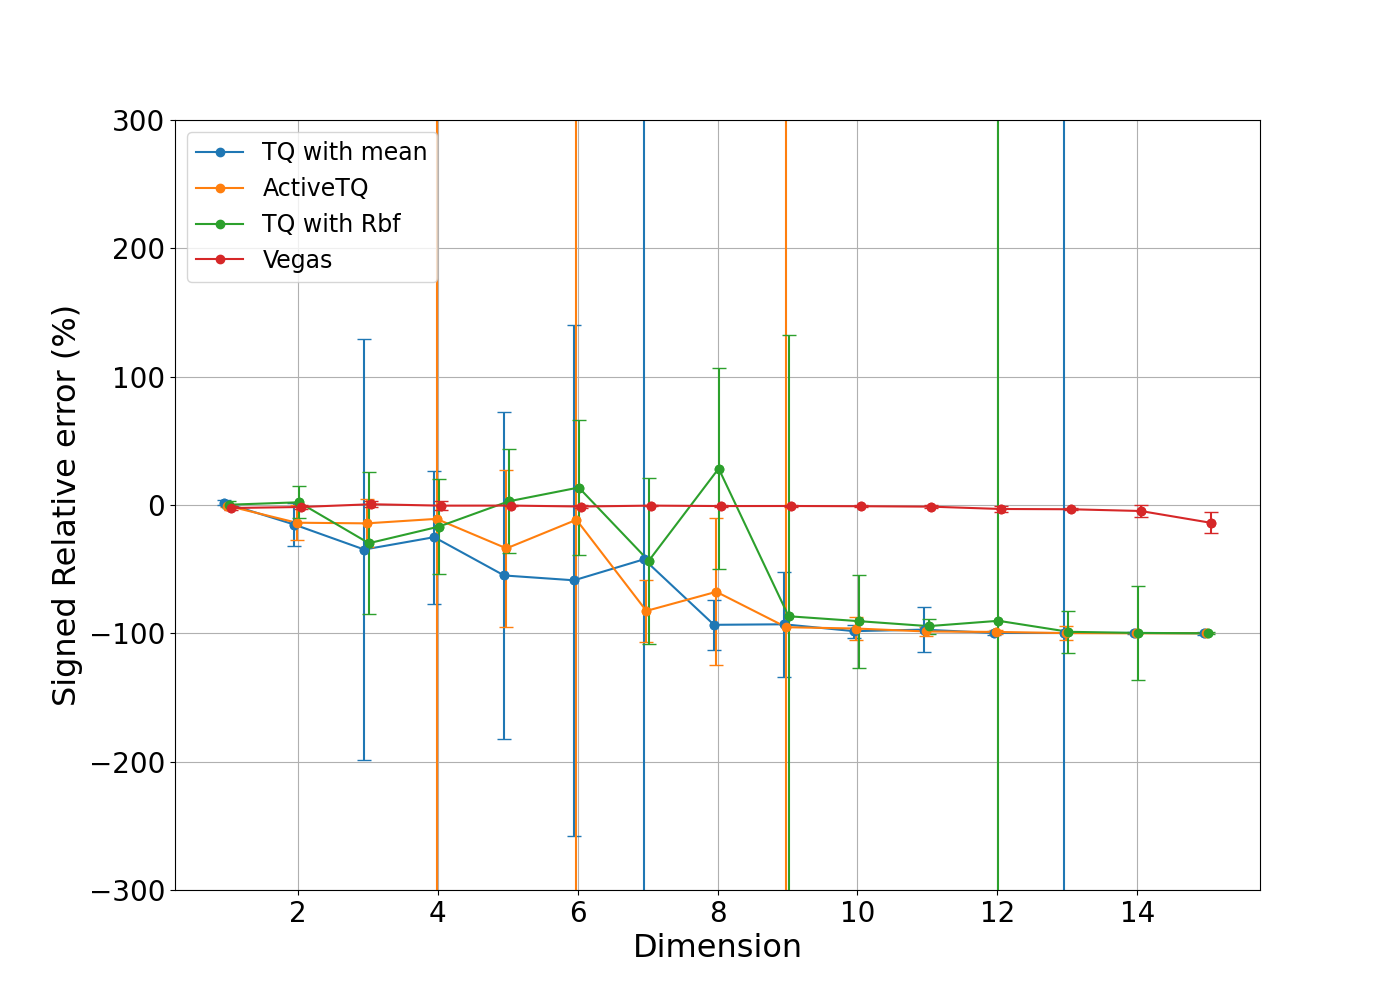 300
200
100
0
−100
−200
−300
Signed Relative error (%)
TQ with mean
ActiveTQ
TQ with Rbf
Vegas
2 4 6 8 10 12 14
Dimension